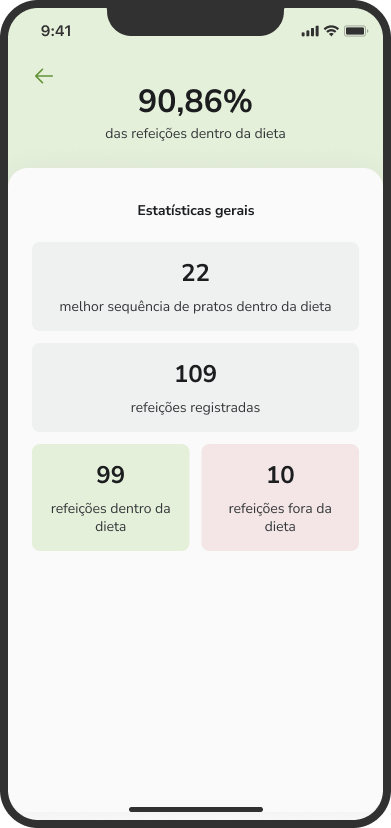 9:41
90,86%
das refeições dentro da dieta
Estatísticas gerais
22
melhor sequência de pratos dentro da dieta
109
refeições registradas
99
refeições dentro da
dieta
10
refeições fora da
dieta